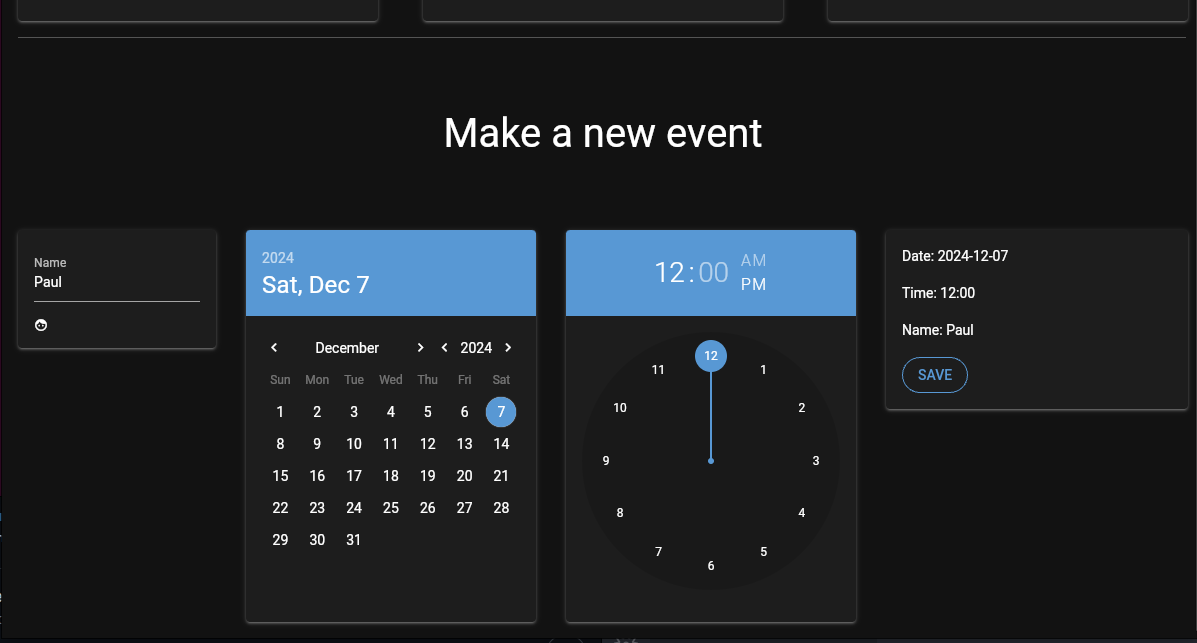 Make a new event
Name
Paul
2024
Sat, Dec 7
December 2024
Sun Mon Tue Wed Thu Fri Sat
1 2 3 4 5 6 7
8 9 10 11 12 13 14
15 16 17 18 19 20 21
22 23 24 25 26 27 28
29 30 31
12:00
AM
PM
12
11 1
10 2
9 3
8 4
7 5
6
Date: 2024-12-07
Time: 12:00
Name: Paul
SAVE